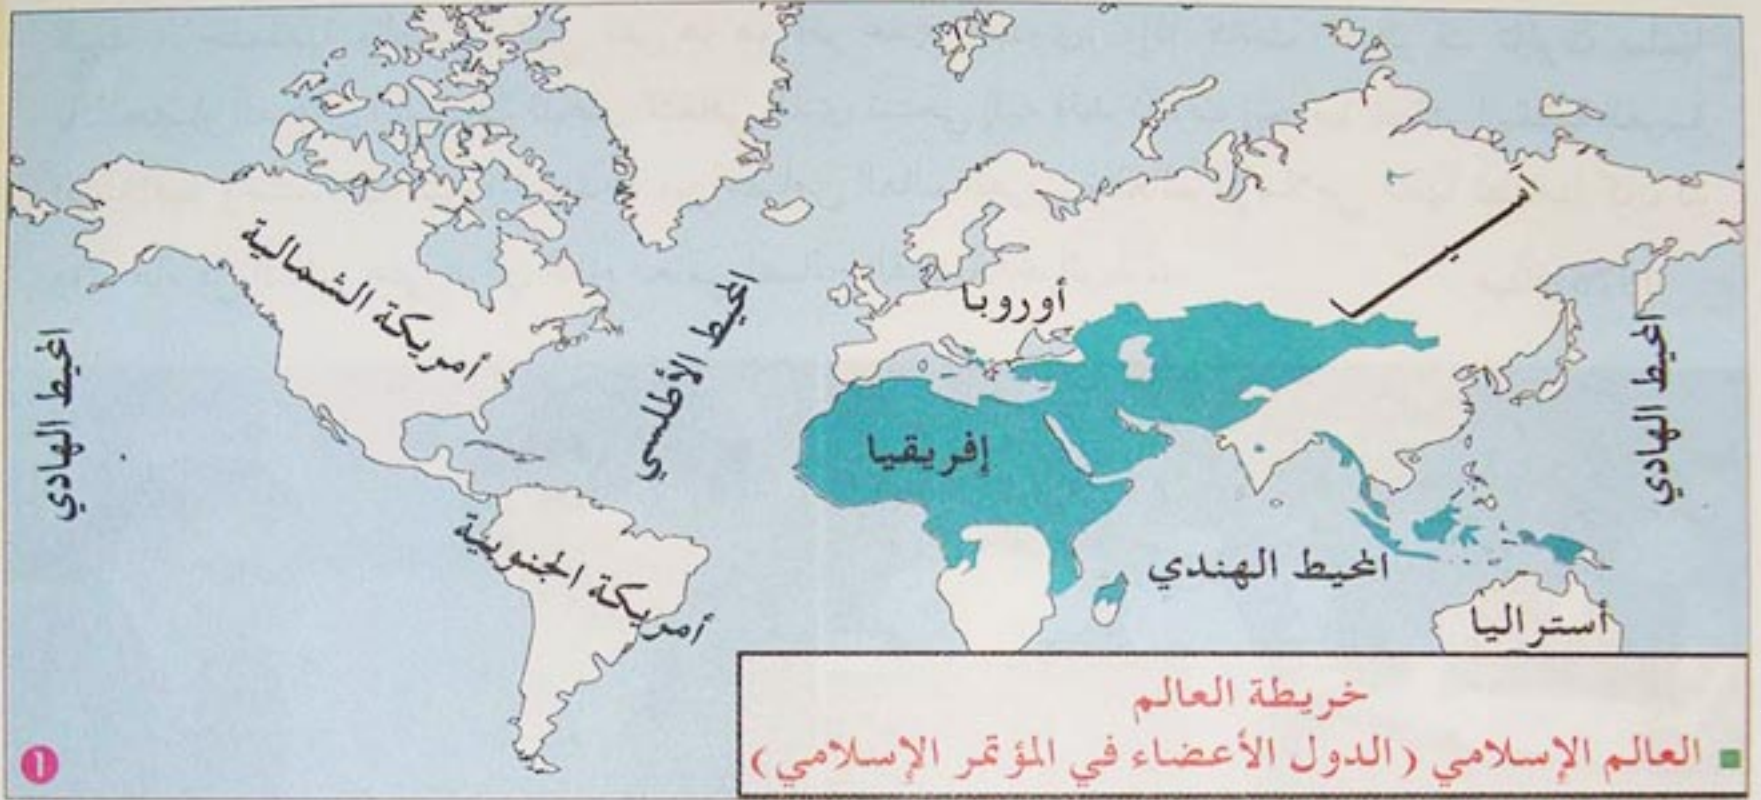 آسيا
أمريكة الشمالية
أوروبا
المحيط الأطلسي
المحيط الهادي
المحيط الهادي
إفريقيا
أمريكة الجنوبية
المحيط الهندي
أستراليا
خريطة العالم
العالم الإسلامي (الدول الأعضاء في المؤتمر الإسلامي)
١